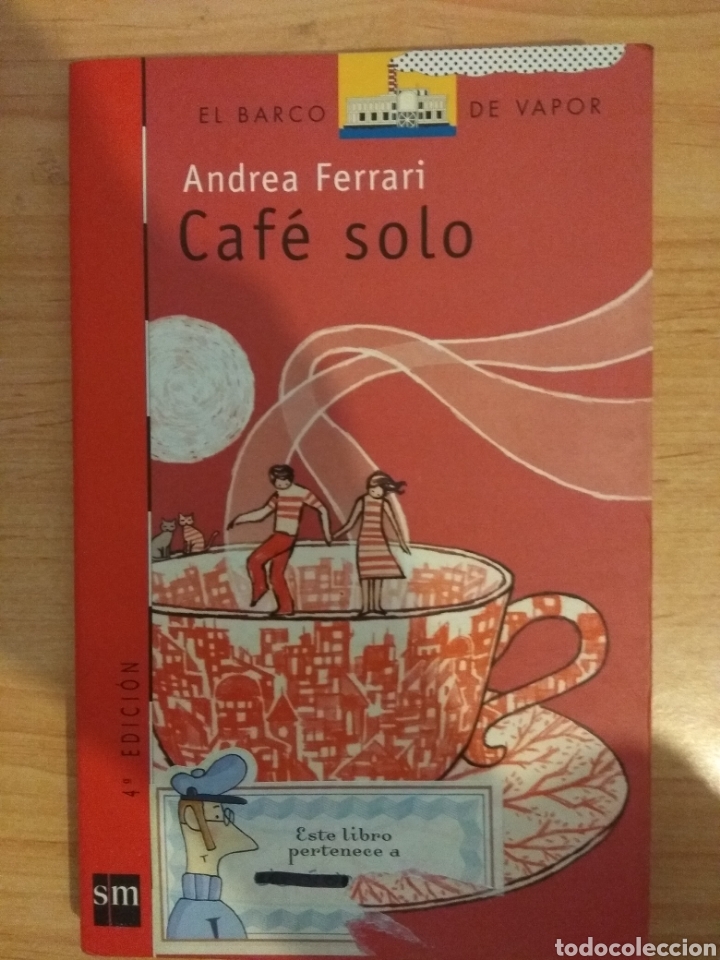 EL BARCO DE VAPOR
Andrea Ferrari
Café solo
4ª EDICIÓN
Este libro
pertenece a
sm
todocoleccion